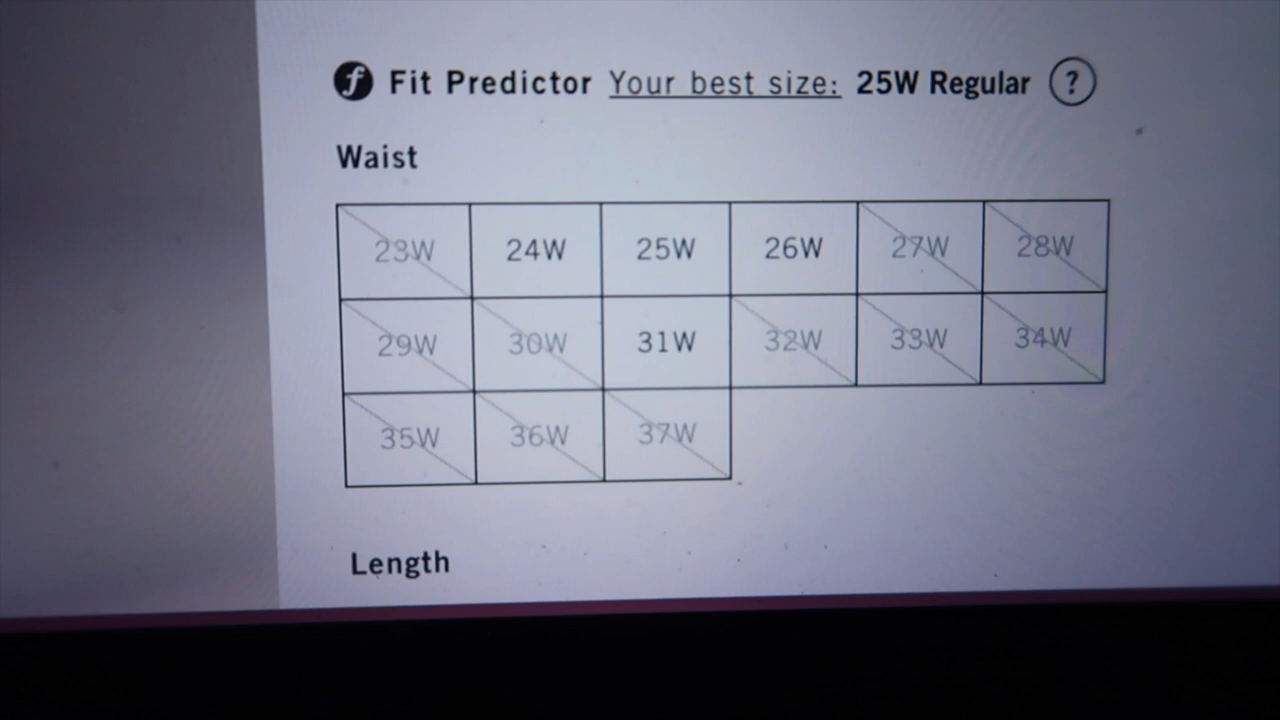 f Fit Predictor Your best size: 25W Regular ?
Waist
23W 24W 25W 26W 27W 28W
29W 30W 31W 32W 33W 34W
35W 36W 37W
Length